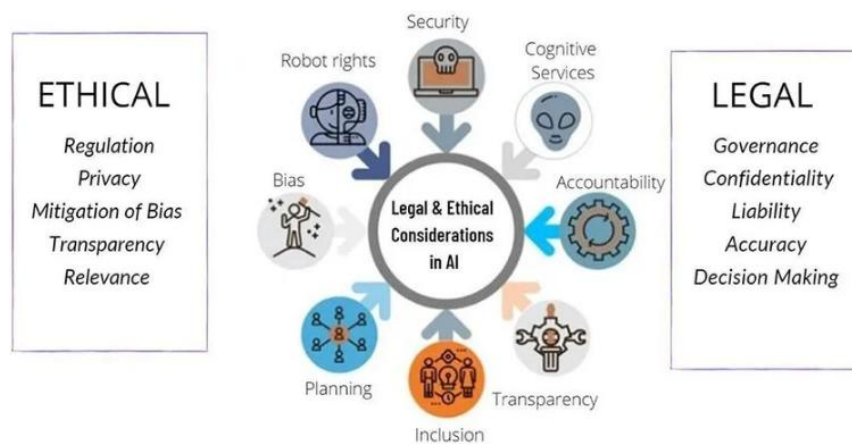 ETHICAL
Regulation
Privacy
Mitigation of Bias
Transparency
Relevance
Security
Robot rights
Cognitive
Services
Bias
Legal & Ethical
Considerations
in AI
Accountability
Planning
Inclusion
Transparency
LEGAL
Governance
Confidentiality
Liability
Accuracy
Decision Making